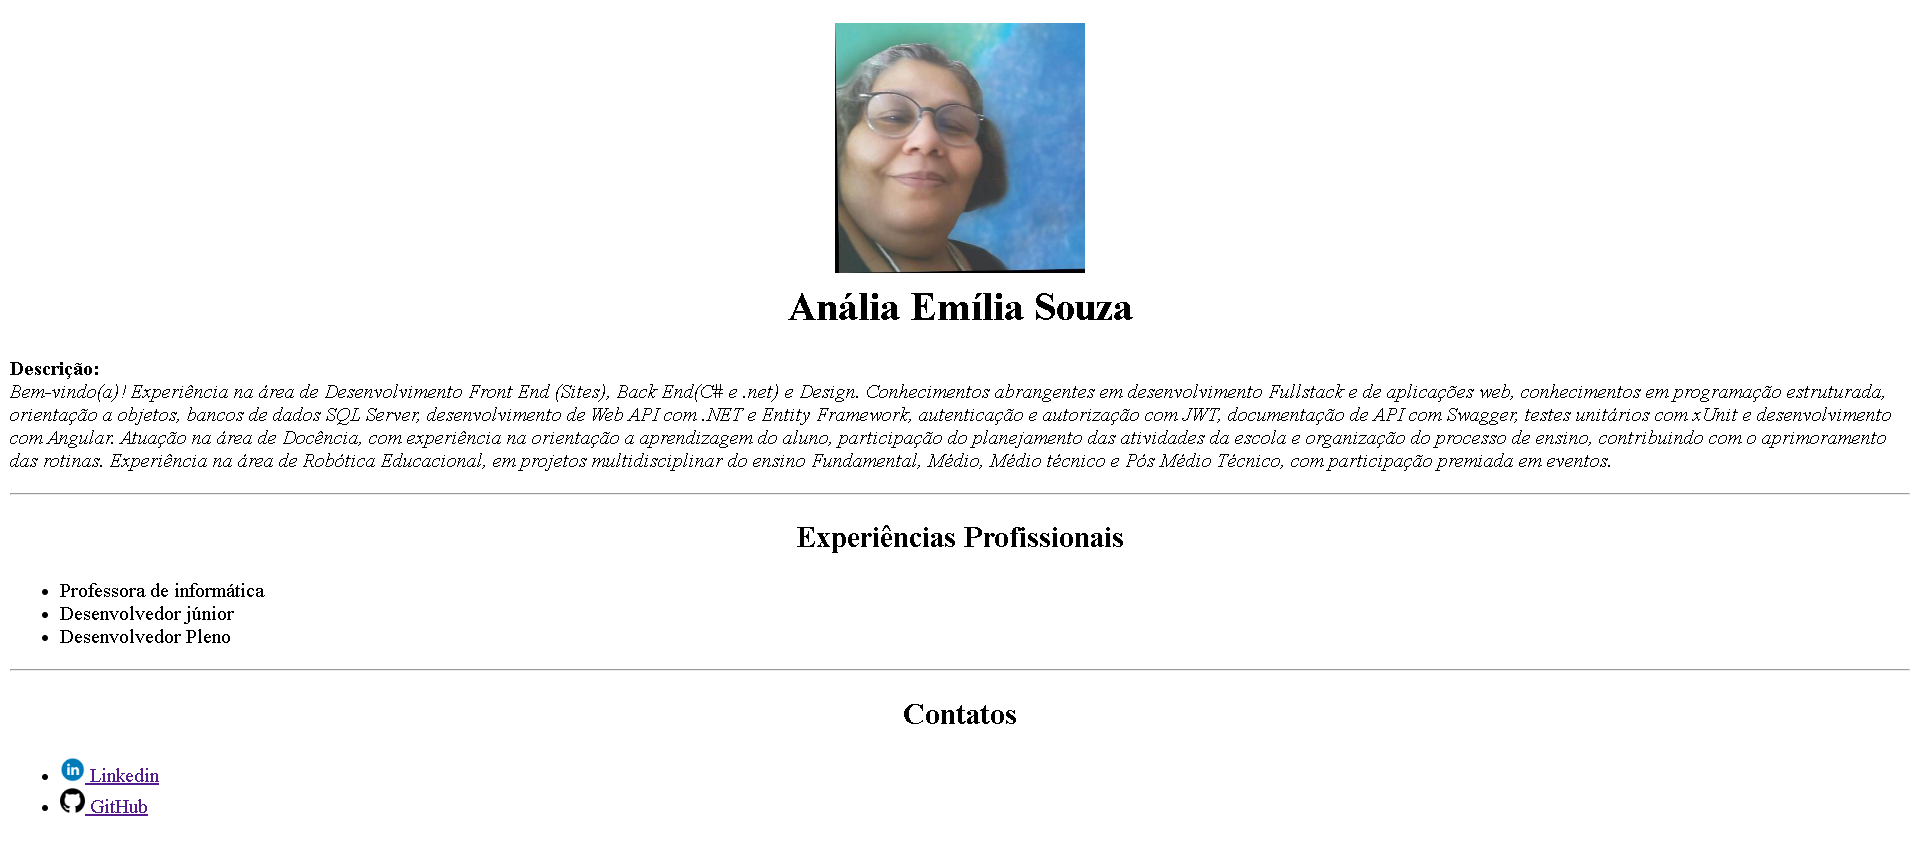 Anália Emília Souza
Descrição:
Bem-vindo(a)! Experiência na área de Desenvolvimento Front End (Sites), Back End(C# e .net) e Design. Conhecimentos abrangentes em desenvolvimento Fullstack e de aplicações web, conhecimentos em programação estruturada,
orientação a objetos, bancos de dados SQL Server, desenvolvimento de Web API com .NET e Entity Framework, autenticação e autorização com JWT, documentação de API com Swagger, testes unitários com xUnit e desenvolvimento
com Angular. Atuação na área de Docência, com experiência na orientação a aprendizagem do aluno, participação do planejamento das atividades da escola e organização do processo de ensino, contribuindo com o aprimoramento
das rotinas. Experiência na área de Robótica Educacional, em projetos multidisciplinar do ensino Fundamental, Médio, Médio técnico e Pós Médio Técnico, com participação premiada em eventos.
Experiências Profissionais
Professora de informática
Desenvolvedor júnior
Desenvolvedor Pleno
Contatos
in Linkedin
GitHub